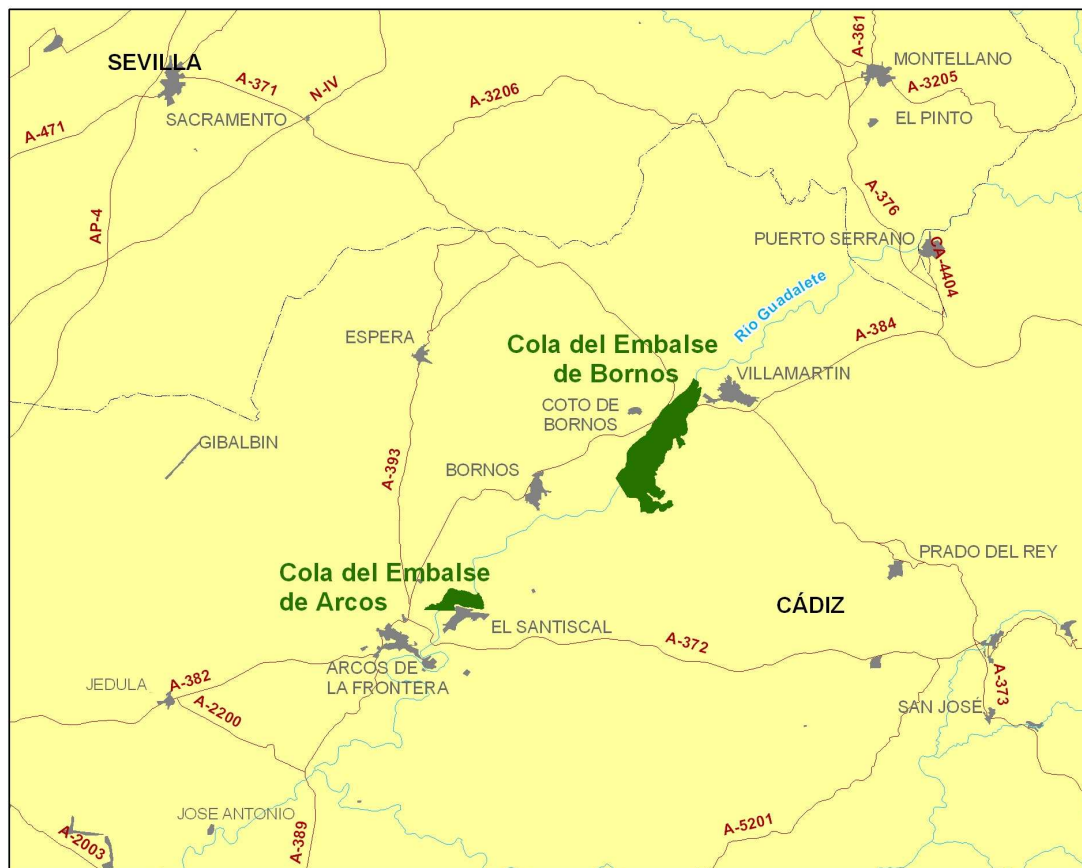 A-361
MONTELLANO
SEVILLA
A-371
N-IV
A-3206
A-3205
A-471
SACRAMENTO
EL PINTO
A-376
AP-4
PUERTO SERRANO
CA-4404
Río Guadalete
A-384
ESPERA
Cola del Embalse
de Bornos
VILLAMARTIN
COTO DE
BORNOS
GIBALBIN
A-393
BORNOS
PRADO DEL REY
Cola del Embalse
de Arcos
CÁDIZ
EL SANTISCAL
A-372
ARCOS DE
LA FRONTERA
JEDULA
A-382
A-373
A-2200
SAN JOSÉ
JOSE ANTONIO
A-5201
A-2003
A-389